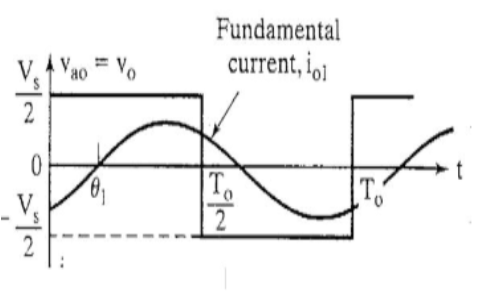 Fundamental
current, i_o1
V_s/2
v_ao = v_o
0
θ_1
T_o/2
T_o
t
- V_s/2